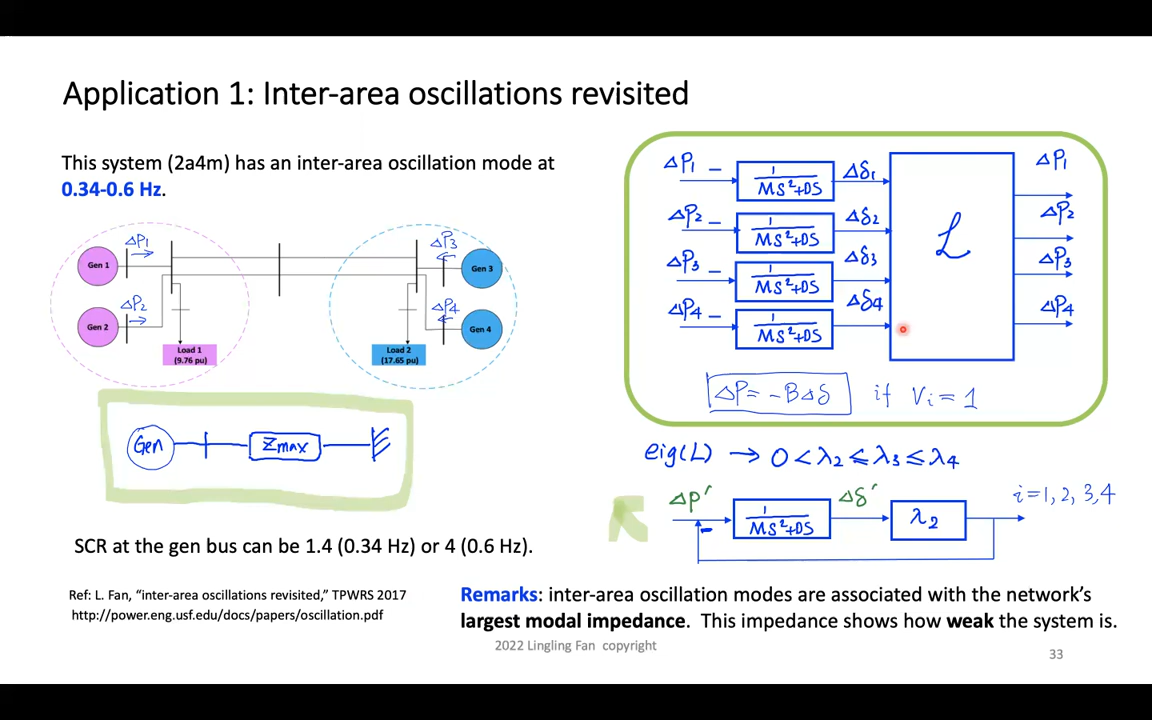 Application 1: Inter-area oscillations revisited
This system (2a4m) has an inter-area oscillation mode at
0.34-0.6 Hz.
ΔP1
ΔP3
Gen 1
Gen 3
ΔP2
ΔP4
Gen 2
Gen 4
Load 1
(9.76 pu)
Load 2
(17.65 pu)
Gen
Zmax
SCR at the gen bus can be 1.4 (0.34 Hz) or 4 (0.6 Hz).
Ref: L. Fan, “inter-area oscillations revisited,” TPWRS 2017
http://power.eng.usf.edu/docs/papers/oscillation.pdf
ΔP1 − 1/(MS²+DS) Δδ1 ΔP1
ΔP2 − 1/(MS²+DS) Δδ2 ΔP2
ΔP3 − 1/(MS²+DS) Δδ3 ΔP3
ΔP4 − 1/(MS²+DS) Δδ4 ΔP4
L
ΔP = -BΔδ if Vi = 1
eig(L) → 0 < λ2 ≤ λ3 ≤ λ4
ΔP′ − 1/(MS²+DS) Δδ′ λ2 i=1, 2, 3,4
Remarks: inter-area oscillation modes are associated with the network’s
largest modal impedance. This impedance shows how weak the system is.
2022 Lingling Fan copyright
33